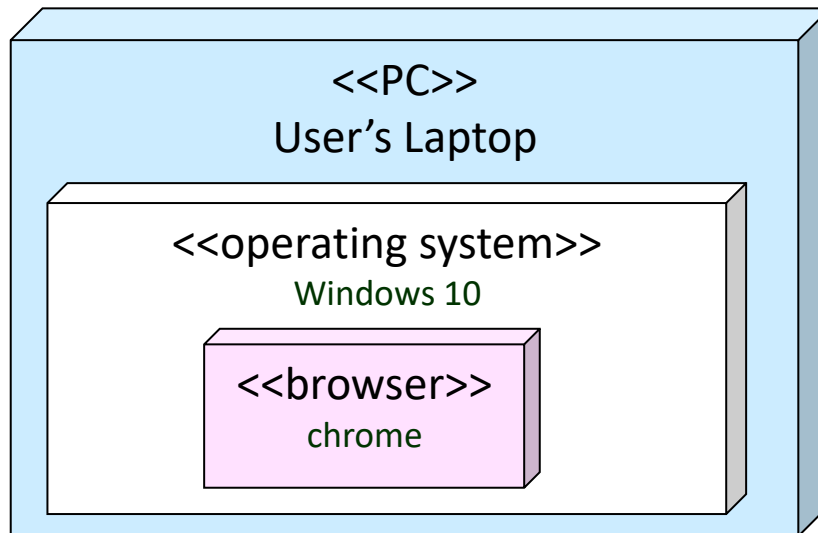 <<PC>>
User’s Laptop
<<operating system>>
Windows 10
<<browser>>
chrome